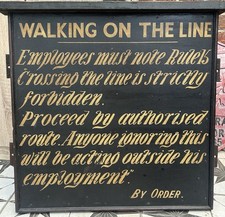 WALKING ON THE LINE
Employees must note Rule 15
Crossing the line is strictly
forbidden.
Proceed by authorised
route. Anyone ignoring this
will be acting outside his
employment"
BY ORDER.